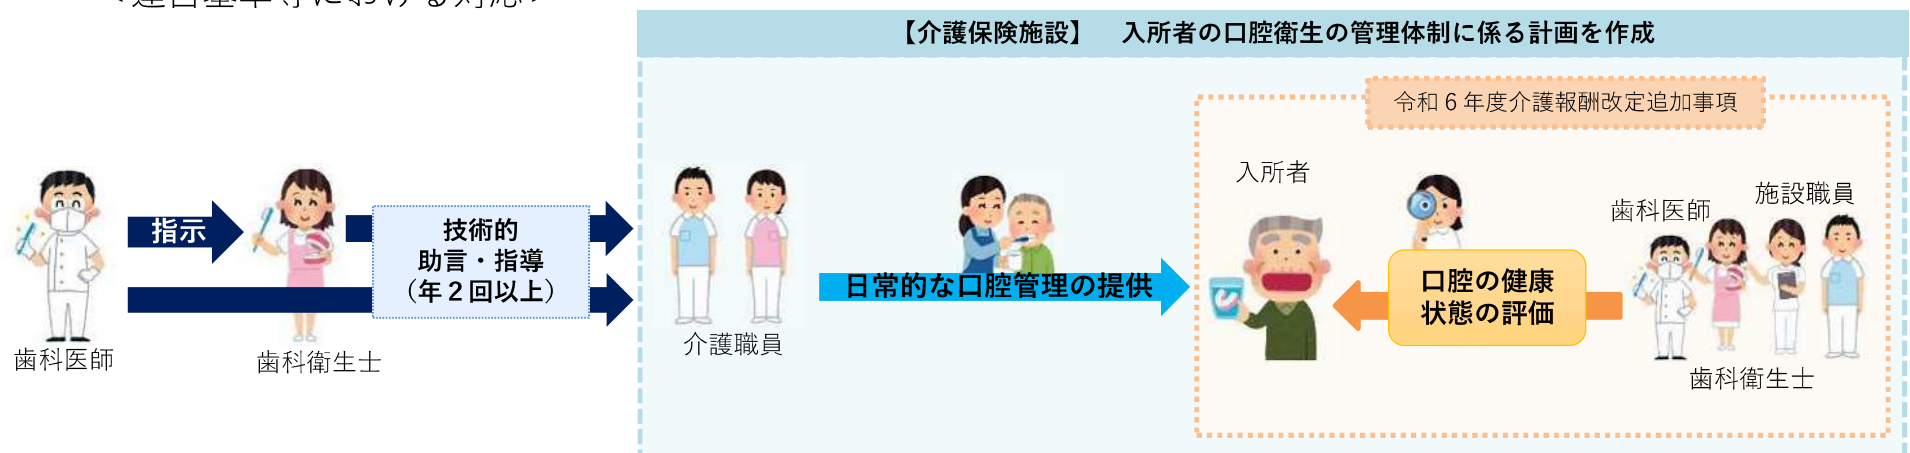 【介護保険施設】　入所者の口腔衛生の管理体制に係る計画を作成
令和６年度介護報酬改定追加事項
指示
技術的
助言・指導
（年２回以上）
歯科医師
歯科衛生士
介護職員
日常的な口腔管理の提供
入所者
口腔の健康
状態の評価
歯科医師
施設職員
歯科衛生士